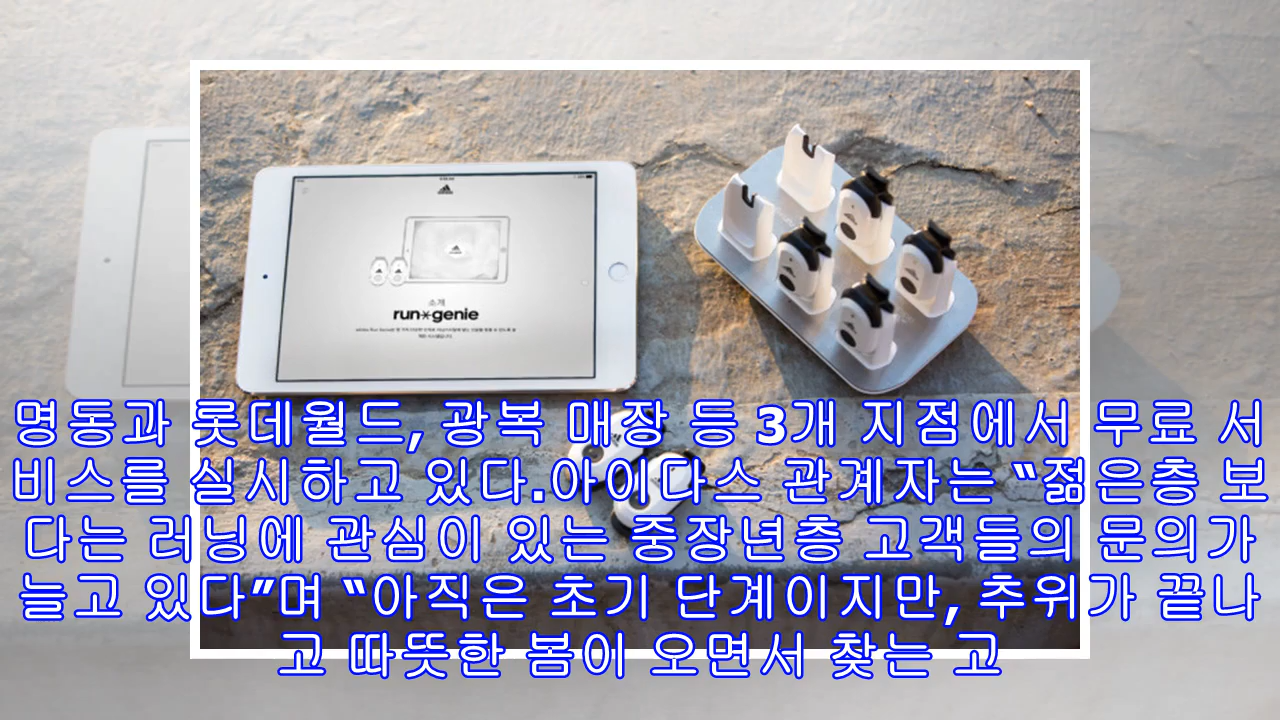 소개
run*genie
명동과 롯데월드, 광복 매장 등 3개 지점에서 무료 서
비스를 실시하고 있다.아이다스 관계자는 “젊은층 보
다는 러닝에 관심이 있는 중장년층 고객들의 문의가
늘고 있다”며 “아직은 초기 단계이지만, 추위가 끝나
고 따뜻한 봄이 오면서 찾는 고